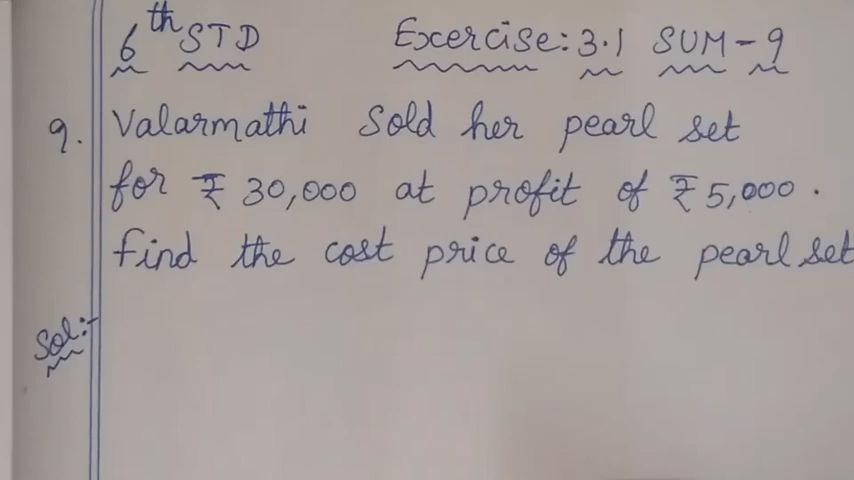 6th STD Excercise: 3.1 SUM-9
9. Valarmathi Sold her pearl set
for ₹ 30,000 at profit of ₹ 5,000.
find the cost price of the pearl set
Sol:-